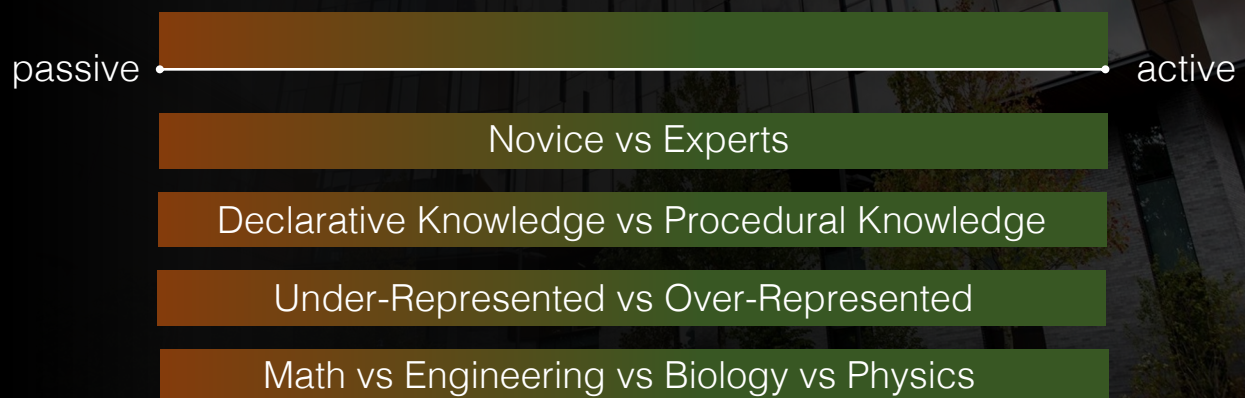 passive
active
Novice vs Experts
Declarative Knowledge vs Procedural Knowledge
Under-Represented vs Over-Represented
Math vs Engineering vs Biology vs Physics